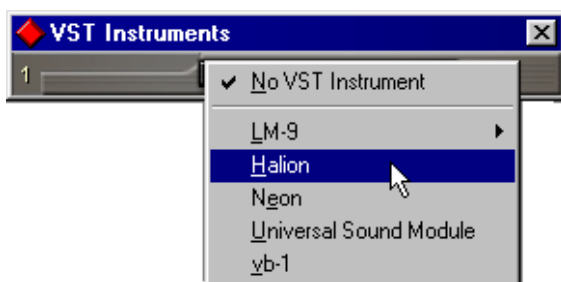 VST Instruments
1
No VST Instrument
LM-9
Halion
Neon
Universal Sound Module
vb-1